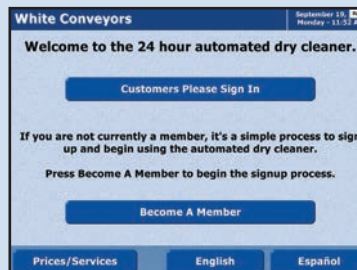 White Conveyors
September 19,
Monday - 11:52
Welcome to the 24 hour automated dry cleaner.
Customers Please Sign In
If you are not currently a member, it's a simple process to sign
up and begin using the automated dry cleaner.
Press Become A Member to begin the signup process.
Become A Member
Prices/Services
English
Español